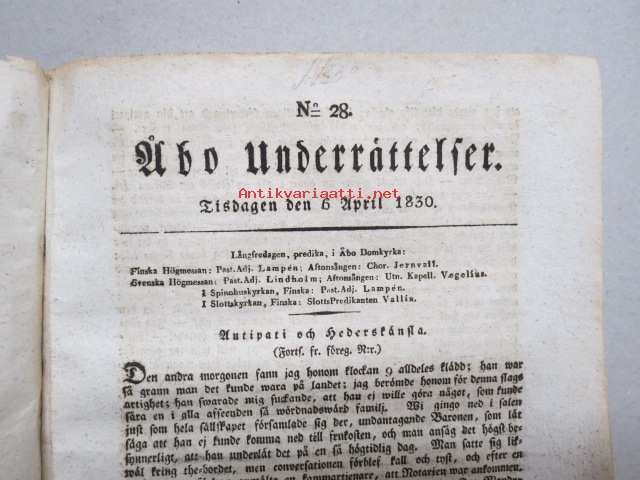 No 28.
Åbo Underrättelser.
Antikvariaatti.net
Tisdagen den 6 April 1830.
Långfredagen, predika, i Åbo Domkyrka:
Finska Högmessan: Past. Adj. Lampén; Aftonsången: Chor. Jernvall.
Svenska Högmessan: Past. Adj. Lindholm; Aftonsången: Utn. Kapell. Vegelius.
I Spinnhuskyrkan, Finska: Past. Adj. Lampén.
I Slottskyrkan, Finska: SlottsPredikanten Vallin.
Antipati och Hederskänsla.
(Forts. fr. föreg. N:r.)
Den andra morgonen fann jag honom klockan 9 alldeles klädd; han war
så grann man det kunde wara på landet; jag berömde honom för denna slags
artighet; han swarade mig suckande, att han ej wille göra något, som kunde
såra en i alla afseenden så wördnadswärd familj. Wi gingo ned i salen
just som hela sällskapet församlade sig der, undantagande Baronen, som låt
säga att han ej kunde komma ned till frukosten, och man ansåg det högst be-
synnerligt, att han underlät det på en så högtidlig dag. Man satte sig lik-
wäl kring the-bordet, men conversationen förblef kall och tyst, och efter en
kammartjenare, att Notarien war ankommen.